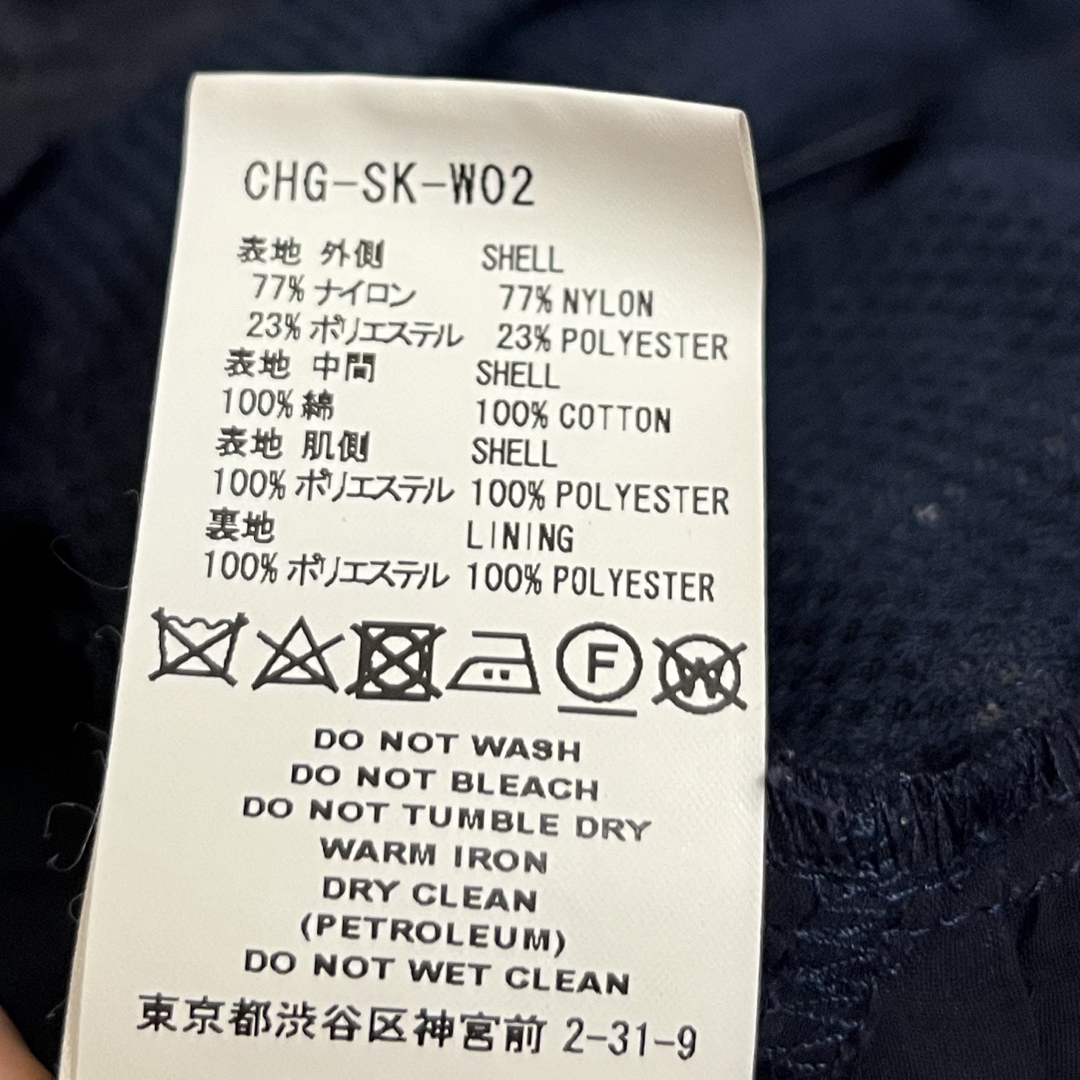 CHG-SK-W02
表地 外側 SHELL
77% ナイロン 77% NYLON
23% ポリエステル 23% POLYESTER
表地 中間 SHELL
100% 綿 100% COTTON
表地 肌側 SHELL
100% ポリエステル 100% POLYESTER
裏地 LINING
100% ポリエステル 100% POLYESTER
F W
DO NOT WASH
DO NOT BLEACH
DO NOT TUMBLE DRY
WARM IRON
DRY CLEAN
(PETROLEUM)
DO NOT WET CLEAN
東京都渋谷区神宮前 2-31-9